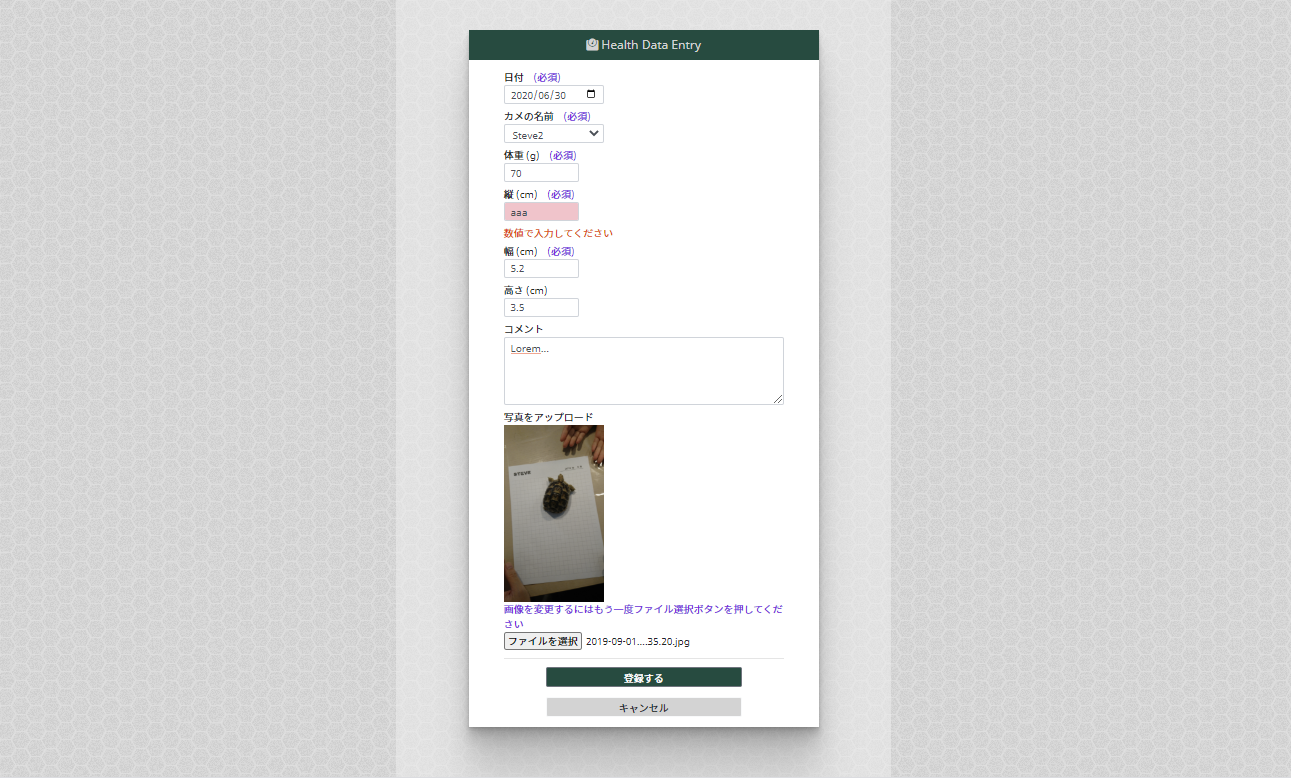 Health Data Entry
日付 (必須)
2020/06/30
カメの名前 (必須)
Steve2
体重 (g) (必須)
70
縦 (cm) (必須)
aaa
数値で入力してください
幅 (cm) (必須)
5.2
高さ (cm)
3.5
コメント
Lorem...
写真をアップロード
画像を変更するにはもう一度ファイル選択ボタンを押してくだ
さい
ファイルを選択 2019-09-01....35.20.jpg
登録する
キャンセル